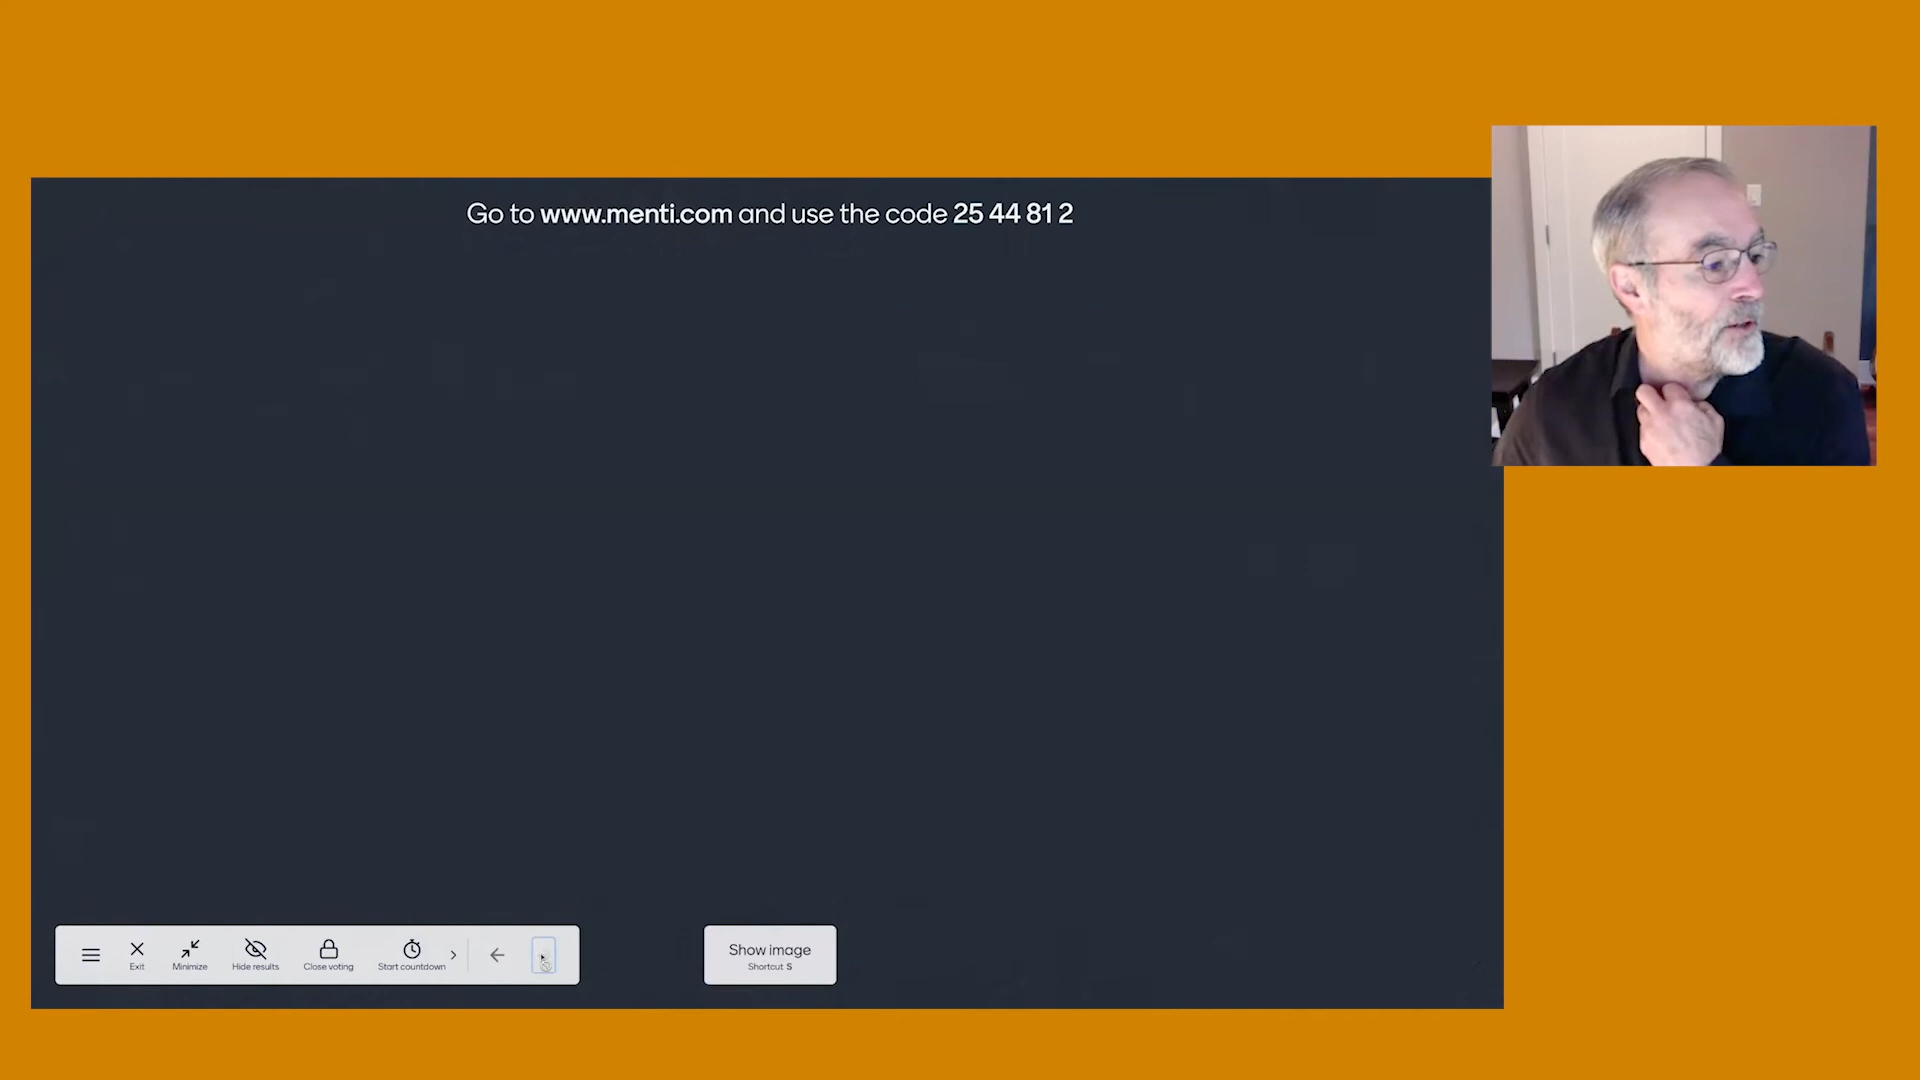 Go to www.menti.com and use the code 25 44 81 2
Exit
Minimize
Hide results
Close voting
Start countdown
Show image
Shortcut S